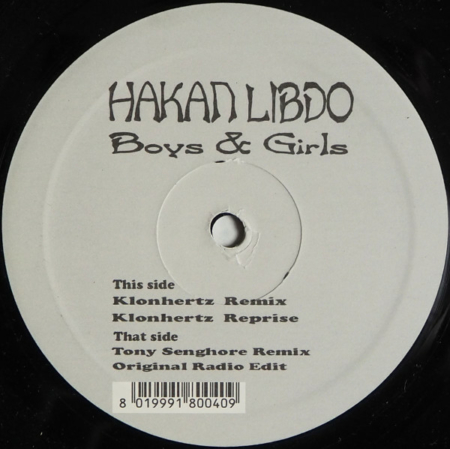 HAKAN LIBDO
Boys & Girls
This side
Klonhertz Remix
Klonhertz Reprise
That side
Tony Senghore Remix
Original Radio Edit
8 019991 800409